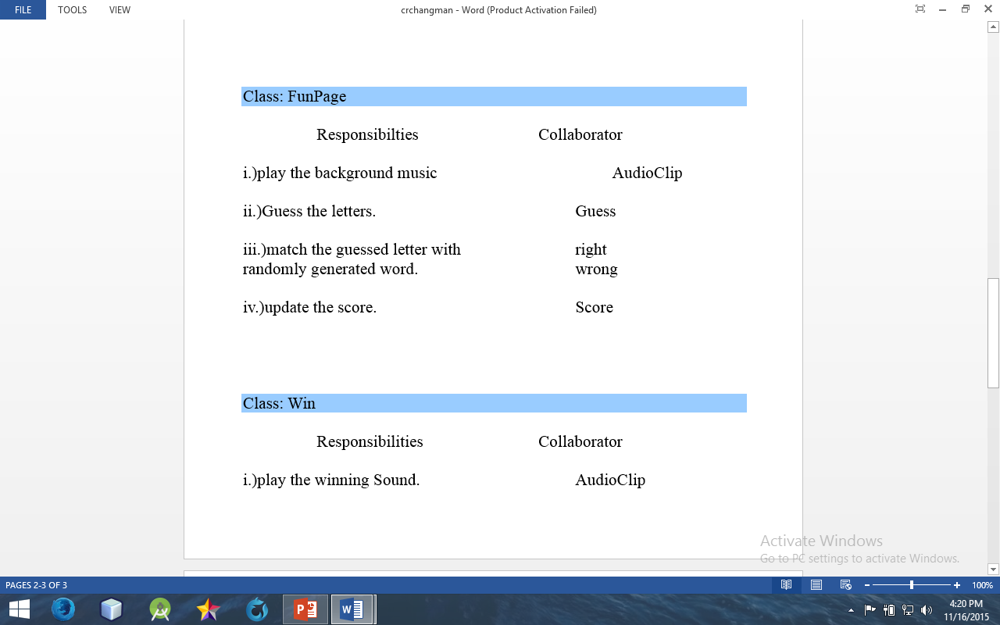 FILE TOOLS VIEW crchangman - Word (Product Activation Failed)
Class: FunPage
Responsibilties Collaborator
i.)play the background music AudioClip
ii.)Guess the letters. Guess
iii.)match the guessed letter with right
randomly generated word. wrong
iv.)update the score. Score
Class: Win
Responsibilities Collaborator
i.)play the winning Sound. AudioClip
Activate Windows
Go to PC settings to activate Windows.
PAGES 2-3 OF 3 100%
4:20 PM
11/16/2015